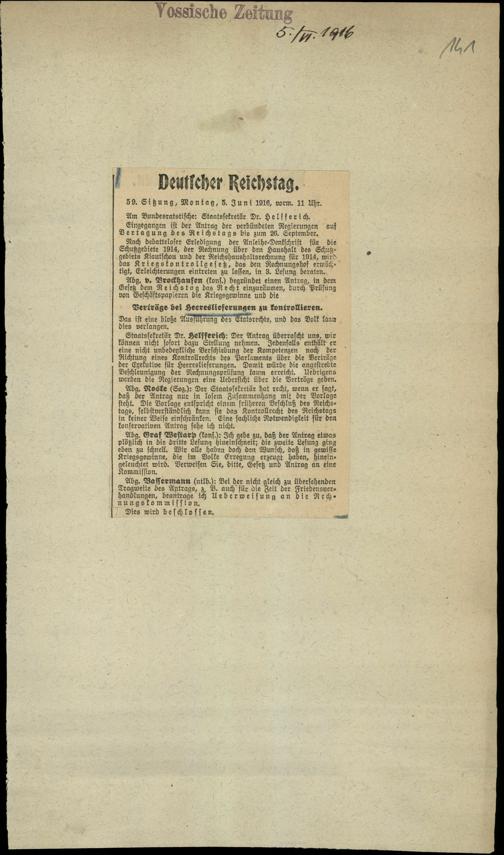 Vossische Zeitung
5./VI. 1916
141
Deutscher Reichstag.
59. Sitzung, Montag, 5. Juni 1916, vorm. 11 Uhr.
Am Bundesratstische: Staatssekretär Dr. Helfferich.
Eingegangen ist der Antrag der verbündeten Regierungen auf
Vertagung des Reichstags bis zum 26. September.
Nach debatteloser Erledigung der Anleihe-Denkschrift für die
Schutzgebiete 1914, der Rechnung über den Haushalt des Schutz-
gebiets Kiautschou und der Reichshaushaltsrechnung für 1914, wird
das Kriegskontrollgesetz, das den Rechnungshof ermäch-
tigt, Erleichterungen eintreten zu lassen, in 3. Lesung beraten.
Abg. v. Brockhausen (kons.) begründet einen Antrag, in dem
Gesetz dem Reichstag das Recht einzuräumen, durch Prüfung
von Geschäftspapieren die Kriegsgewinne und die
Verträge bei Heereslieferungen zu kontrollieren.
Das ist eine bloße Ausführung des Etatsrechts, und das Volk kann
dies verlangen.
Staatssekretär Dr. Helfferich: Der Antrag überrascht uns, wir
können nicht sofort dazu Stellung nehmen. Jedenfalls enthält er
eine nicht unbedenkliche Verschiebung der Kompetenzen nach der
Richtung eines Kontrollrechts des Parlaments über die Verträge
der Exekutive für Heereslieferungen. Damit würde die angestrebte
Beschleunigung der Rechnungsprüfung kaum erreicht. Uebrigens
werden die Regierungen eine Uebersicht über die Verträge geben.
Abg. Noske (Soz.): Der Staatssekretär hat recht, wenn er sagt,
daß der Antrag nur in losem Zusammenhang mit der Vorlage
steht. Die Vorlage entspricht einem früheren Beschluß des Reichs-
tags, selbstverständlich kann sie das Kontrollrecht des Reichstags
in keiner Weise einschränken. Eine sachliche Notwendigkeit für den
konservativen Antrag sehe ich nicht.
Abg. Graf Westarp (kons.): Ich gebe zu, daß der Antrag etwas
plötzlich in die dritte Lesung hineinschneit; die zweite Lesung ging
eben zu schnell. Wir alle haben doch den Wunsch, daß in gewisse
Kriegsgewinne, die im Volke Erregung erzeugt haben, hinein-
geleuchtet wird. Verweisen Sie, bitte, Gesetz und Antrag an eine
Kommission.
Abg. Bassermann (natlib.): Bei der nicht gleich zu übersehenden
Tragweite des Antrags, z. B. auch für die Zeit der Friedensver-
handlungen, beantrage ich Ueberweisung an die Rech-
nungskommission.
Dies wird beschlossen.